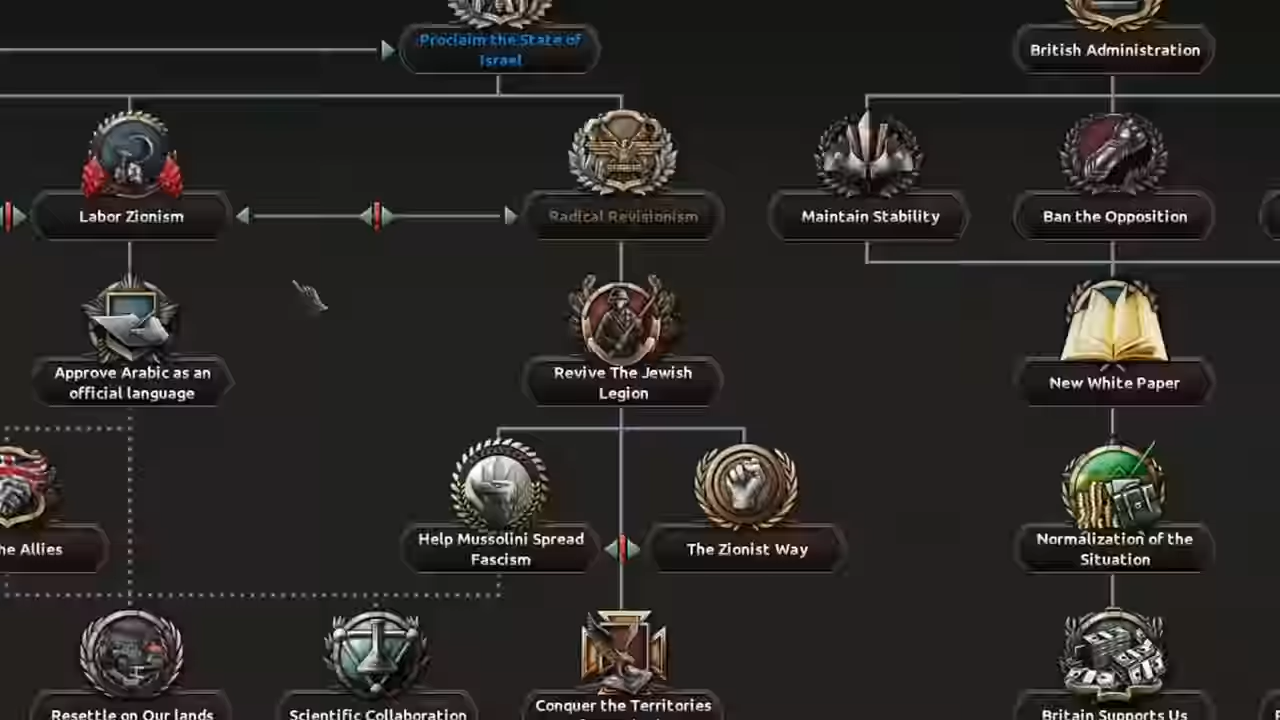 Proclaim the State of
Israel
British Administration
Labor Zionism
Radical Revisionism
Maintain Stability
Ban the Opposition
Approve Arabic as an
official language
Revive The Jewish
Legion
New White Paper
he Allies
Help Mussolini Spread
Fascism
The Zionist Way
Normalization of the
Situation
Resettle on Our lands
Scientific Collaboration
Conquer the Territories
Britain Supports Us